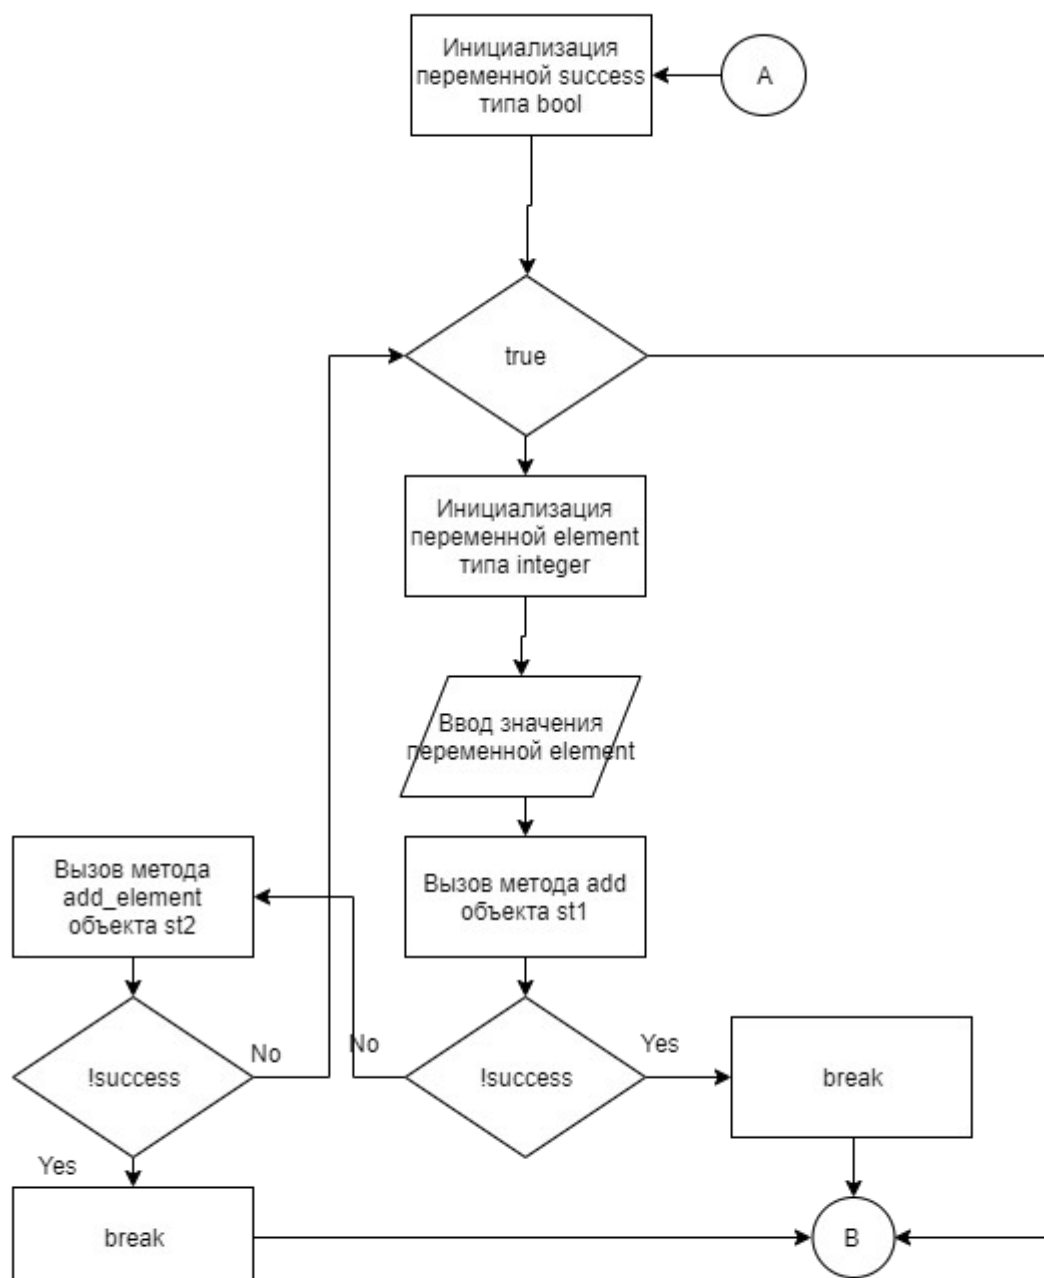 Инициализация
переменной success
типа bool
A
true
Инициализация
переменной element
типа integer
Ввод значения
переменной element
Вызов метода
add_element
объекта st2
Вызов метода add
объекта st1
No
No
Yes
!success
!success
break
Yes
break
B